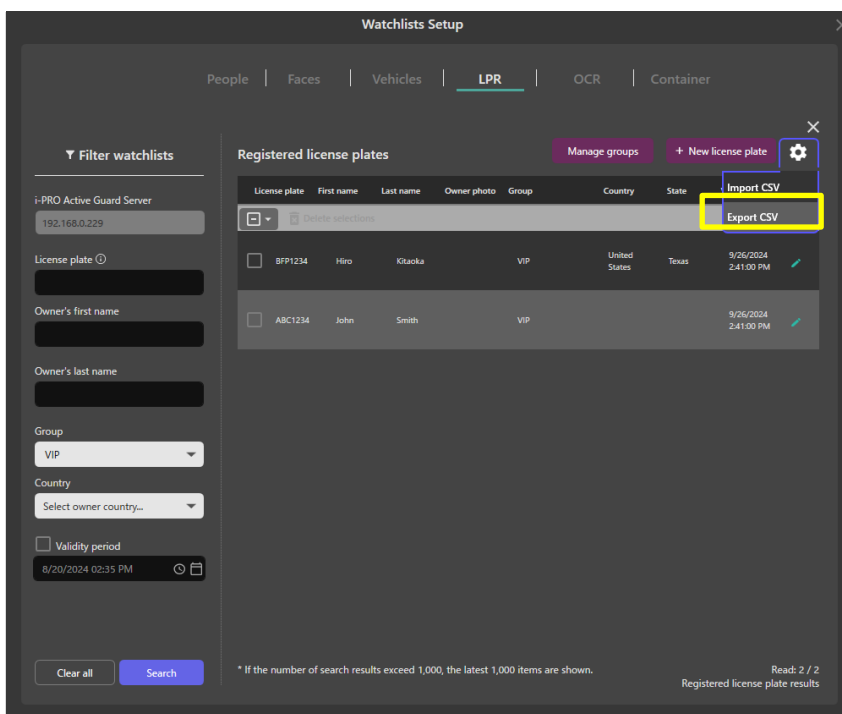 Watchlists Setup
People Faces Vehicles LPR OCR Container
Filter watchlists
i-PRO Active Guard Server
192.168.0.229
License plate
Owner's first name
Owner's last name
Group
VIP
Country
Select owner country...
Validity period
8/20/2024 02:35 PM
Clear all Search
Registered license plates
Manage groups + New license plate
Import CSV
Export CSV
License plate First name Last name Owner photo Group Country State
Delete selections
BFP1234 Hiro Kitaoka VIP United States Texas 9/26/2024 2:41:00 PM
ABC1234 John Smith VIP 9/26/2024 2:41:00 PM
* If the number of search results exceed 1,000, the latest 1,000 items are shown.
Read: 2 / 2
Registered license plate results